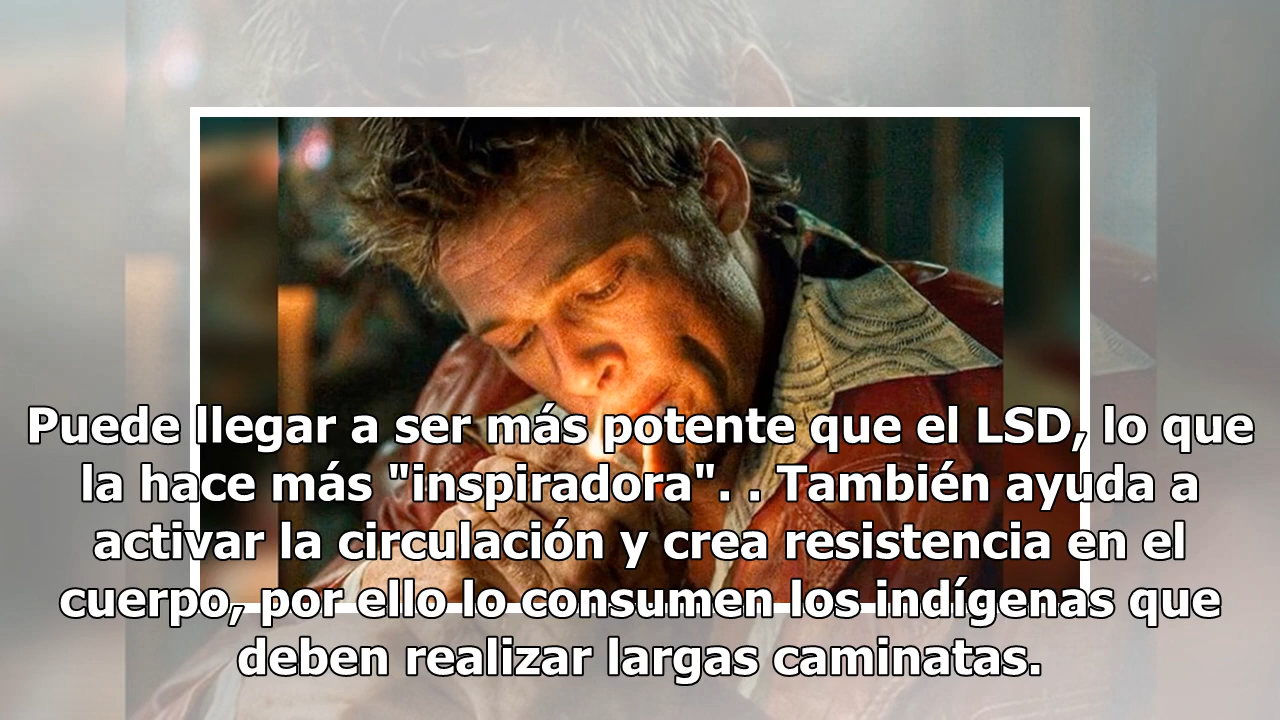 Puede llegar a ser más potente que el LSD, lo que
la hace más "inspiradora". . También ayuda a
activar la circulación y crea resistencia en el
cuerpo, por ello lo consumen los indígenas que
deben realizar largas caminatas.